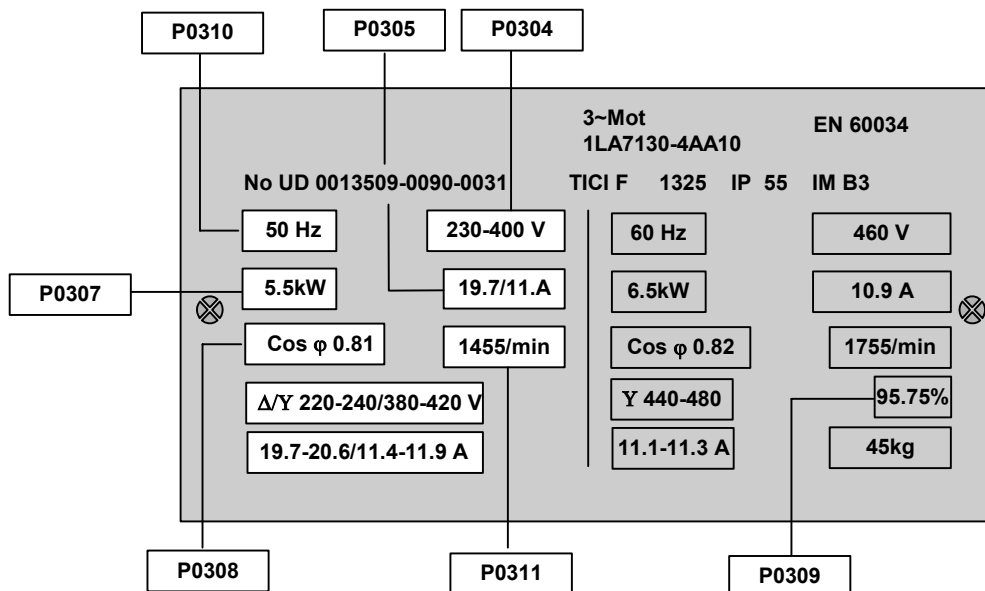 P0310 P0305 P0304
3~Mot EN 60034
1LA7130-4AA10
No UD 0013509-0090-0031 TICI F 1325 IP 55 IM B3
50 Hz 230-400 V 60 Hz 460 V
P0307 5.5kW 19.7/11.A 6.5kW 10.9 A
Cos φ 0.81 1455/min Cos φ 0.82 1755/min
Δ/Y 220-240/380-420 V Y 440-480 95.75%
19.7-20.6/11.4-11.9 A 11.1-11.3 A 45kg
P0308 P0311 P0309